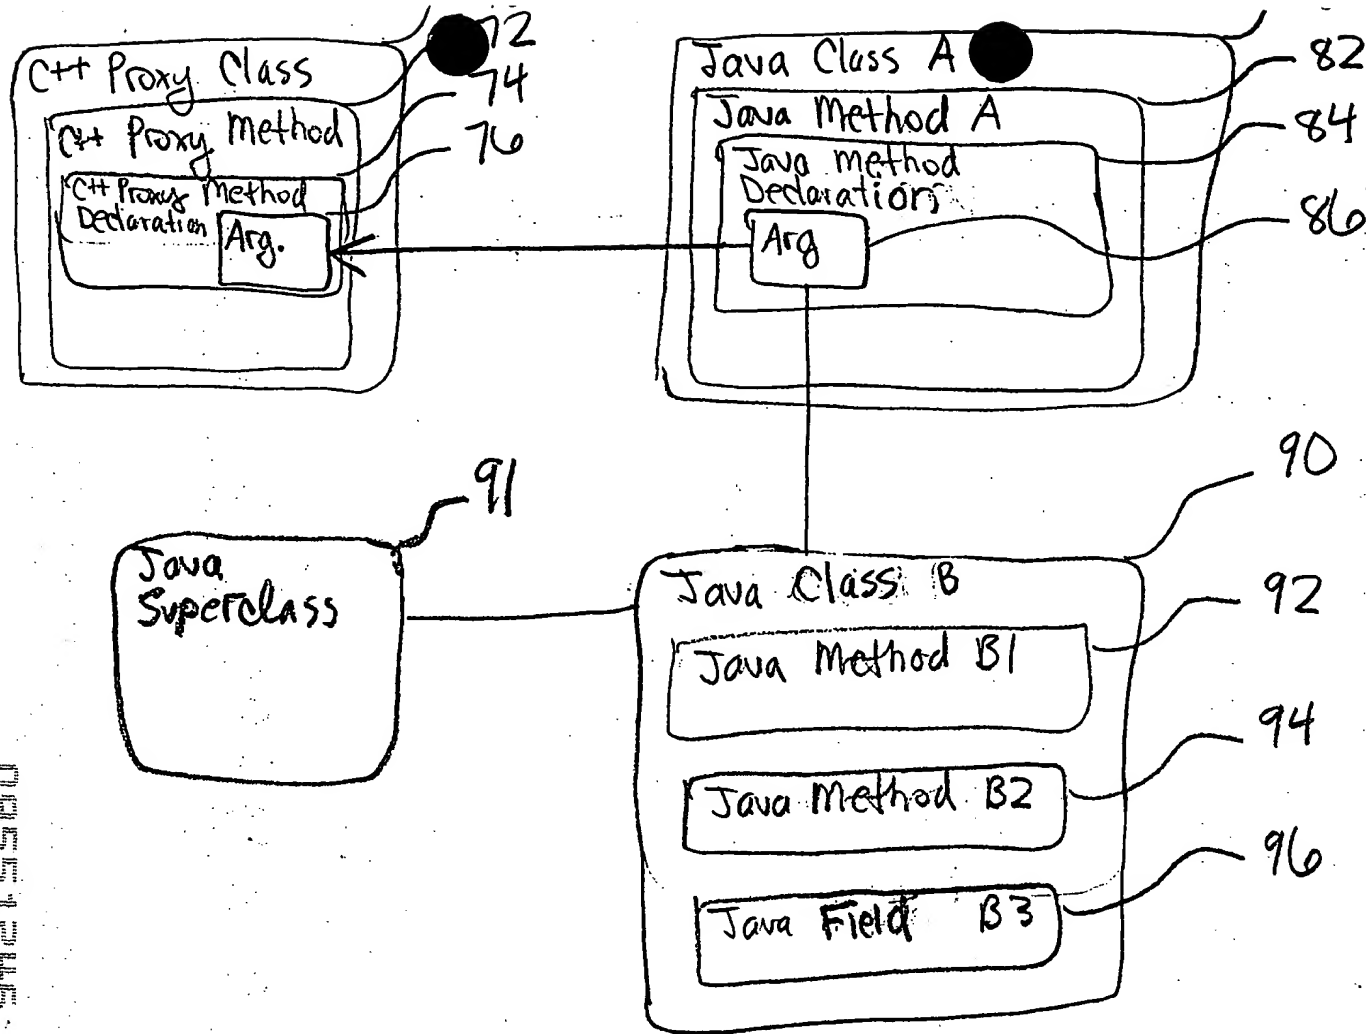 72
C++ Proxy Class
74
C++ Proxy Method
76
C++ Proxy Method
Declaration
Arg.
Java Class A
82
Java Method A
84
Java method
Declaration
86
Arg
91
Java
Superclass
90
Java Class B
92
Java Method B1
94
Java Method B2
96
Java Field B3